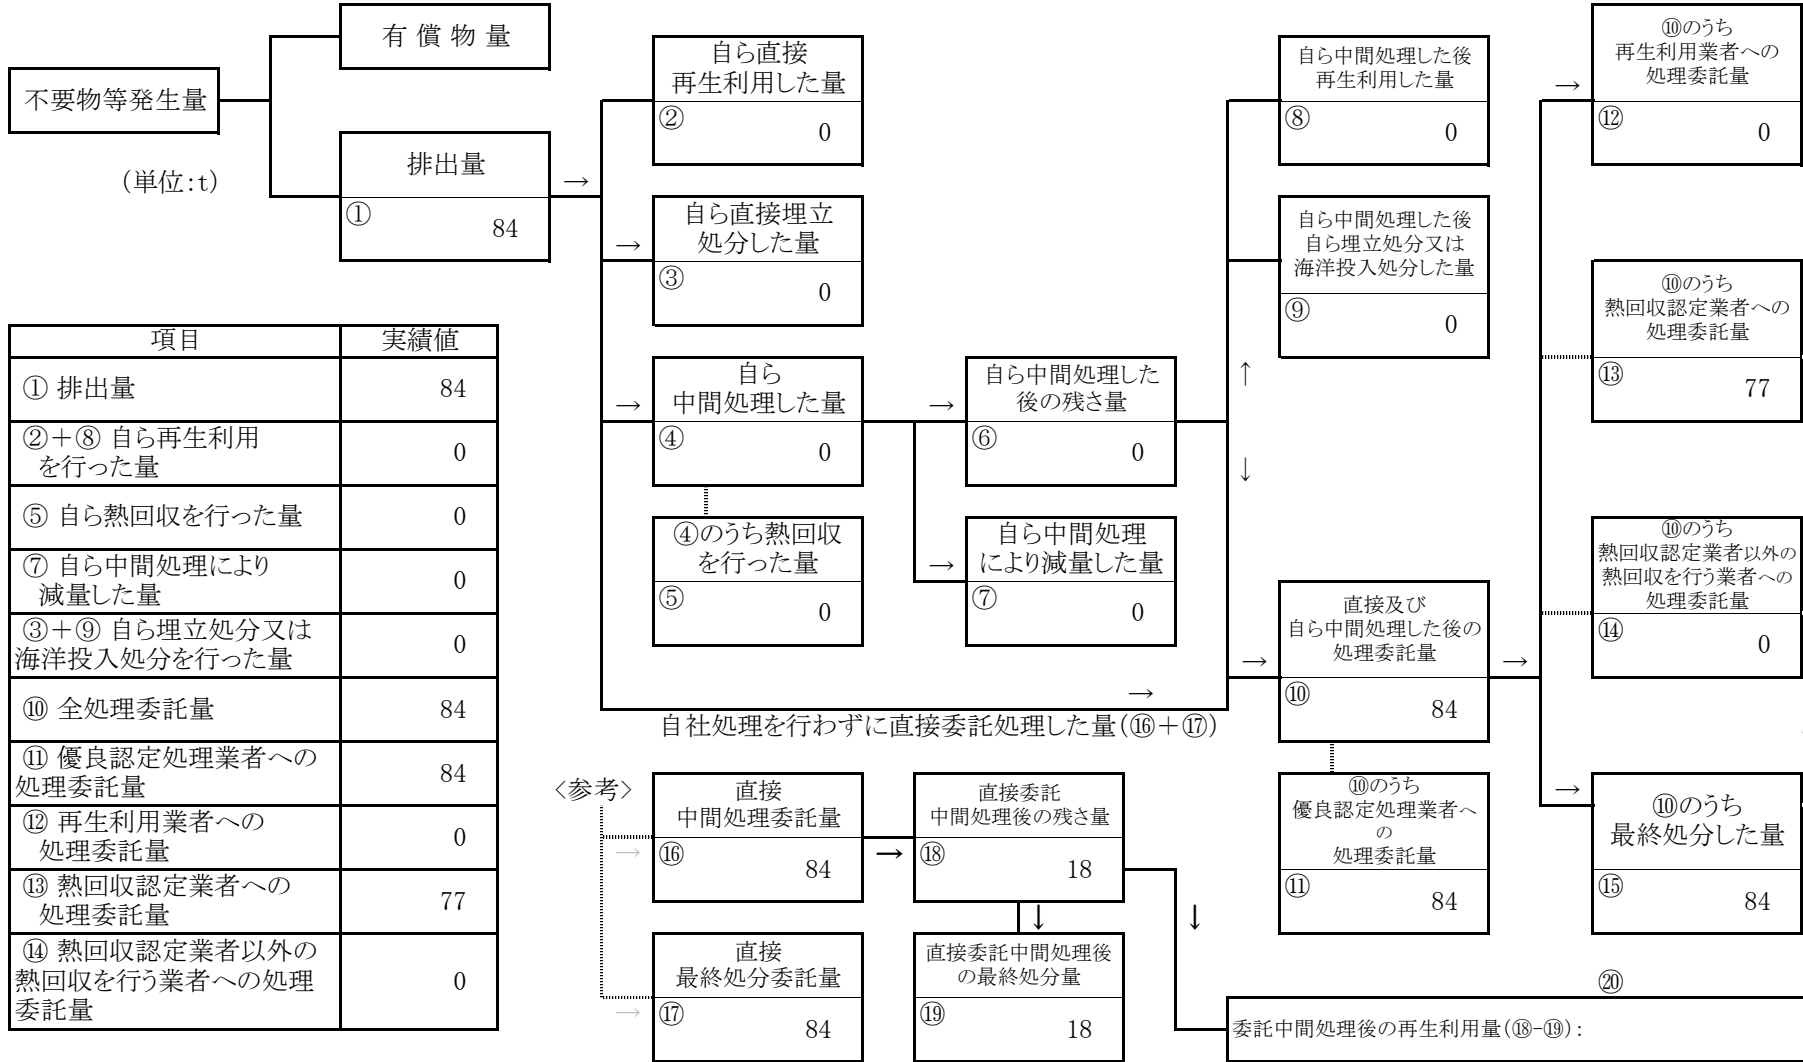 有 償 物 量
不要物等発生量
(単位:t)
排出量
①
84
→
自ら直接
再生利用した量
②
0
→
自ら直接埋立
処分した量
③
0
→
自ら
中間処理した量
④
0
④のうち熱回収
を行った量
⑤
0
→
自ら中間処理した
後の残さ量
⑥
0
→
自ら中間処理
により減量した量
⑦
0
自ら中間処理した後
再生利用した量
⑧
0
自ら中間処理した後
自ら埋立処分又は
海洋投入処分した量
⑨
0
↑
↓
→
直接及び
自ら中間処理した後の
処理委託量
⑩
84
⑩のうち
優良認定処理業者へ
の
処理委託量
⑪
84
→
→
⑩のうち
再生利用業者への
処理委託量
⑫
0
⑩のうち
熱回収認定業者への
処理委託量
⑬
77
⑩のうち
熱回収認定業者以外の
熱回収を行う業者への
処理委託量
⑭
0
→
⑩のうち
最終処分した量
⑮
84
→
自社処理を行わずに直接委託処理した量(⑯+⑰)
<参考>
→
直接
中間処理委託量
⑯
84
→
直接
最終処分委託量
⑰
84
→
直接委託
中間処理後の残さ量
⑱
18
↓
直接委託中間処理後
の最終処分量
⑲
18
↓
⑳
委託中間処理後の再生利用量(⑱-⑲):
項目 実績値
① 排出量 84
②+⑧ 自ら再生利用
を行った量 0
⑤ 自ら熱回収を行った量 0
⑦ 自ら中間処理により
減量した量 0
③+⑨ 自ら埋立処分又は
海洋投入処分を行った量 0
⑩ 全処理委託量 84
⑪ 優良認定処理業者への
処理委託量 84
⑫ 再生利用業者への
処理委託量 0
⑬ 熱回収認定業者への
処理委託量 77
⑭ 熱回収認定業者以外の
熱回収を行う業者への処理
委託量 0